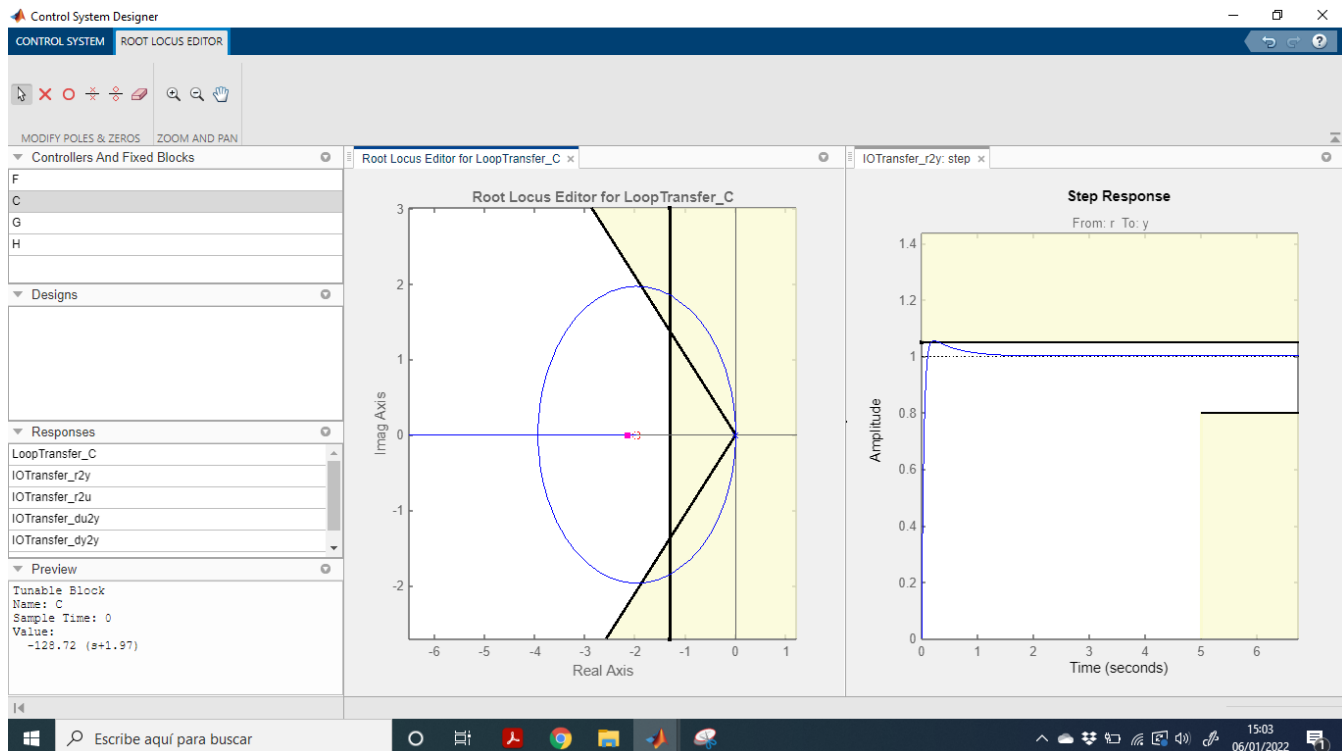 Control System Designer
CONTROL SYSTEM
ROOT LOCUS EDITOR
MODIFY POLES & ZEROS
ZOOM AND PAN
Controllers And Fixed Blocks
F
C
G
H
Designs
Responses
LoopTransfer_C
IOTransfer_r2y
IOTransfer_r2u
IOTransfer_du2y
IOTransfer_dy2y
Preview
Tunable Block
Name: C
Sample Time: 0
Value:
-128.72 (s+1.97)
Root Locus Editor for LoopTransfer_C
Root Locus Editor for LoopTransfer_C
3
2
1
0
-1
-2
Imag Axis
-6 -5 -4 -3 -2 -1 0 1
Real Axis
IOTransfer_r2y: step
Step Response
From: r To: y
1.4
1.2
1
0.8
0.6
0.4
0.2
0
Amplitude
0 1 2 3 4 5 6
Time (seconds)
Escribe aquí para buscar
15:03
06/01/2022
1